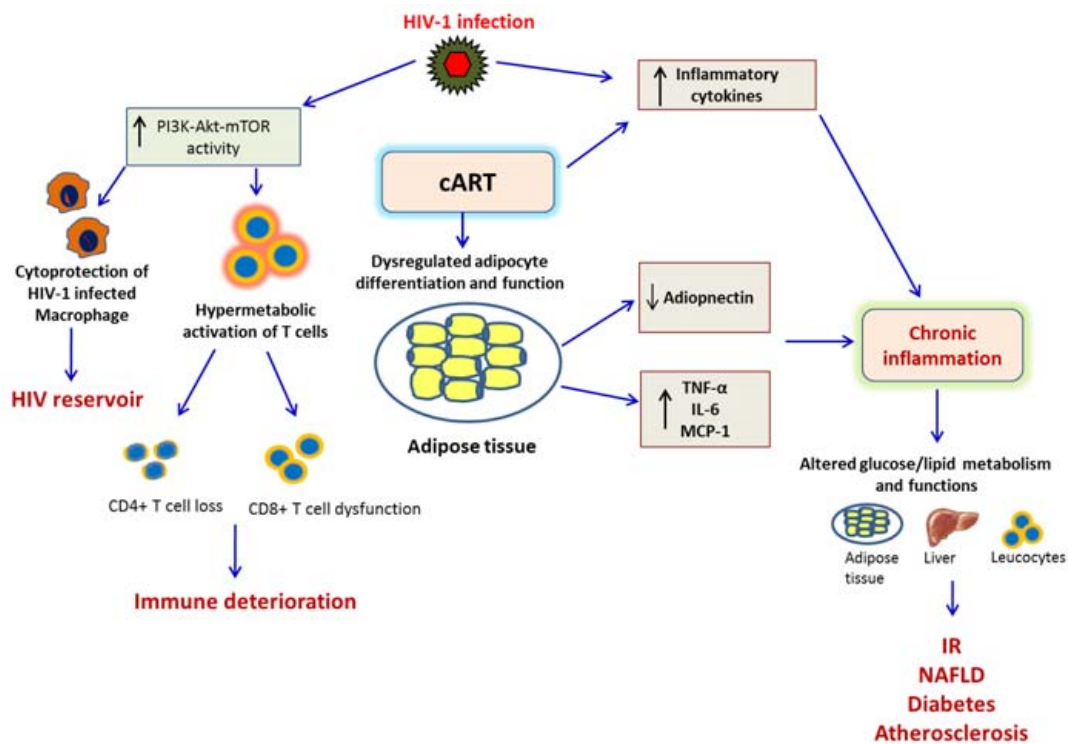 HIV-1 infection
Inflammatory
cytokines
PI3K-Akt-mTOR
activity
cART
Cytoprotection of
HIV-1 infected
Macrophage
Hypermetabolic
activation of T cells
Dysregulated adipocyte
differentiation and function
Adiopnectin
Chronic
inflammation
HIV reservoir
TNF-α
IL-6
MCP-1
Adipose tissue
CD4+ T cell loss
CD8+ T cell dysfunction
Altered glucose/lipid metabolism
and functions
Adipose
tissue
Liver
Leucocytes
Immune deterioration
IR
NAFLD
Diabetes
Atherosclerosis